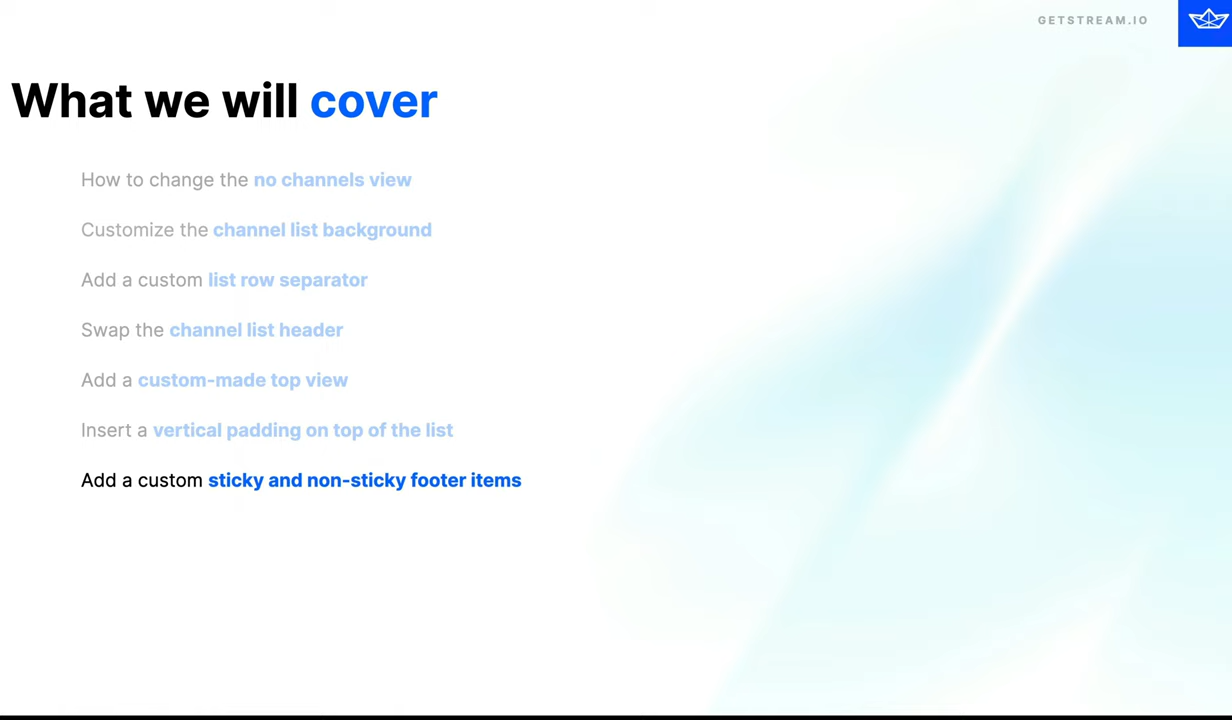 GETSTREAM.IO
What we will cover
How to change the no channels view
Customize the channel list background
Add a custom list row separator
Swap the channel list header
Add a custom-made top view
Insert a vertical padding on top of the list
Add a custom sticky and non-sticky footer items